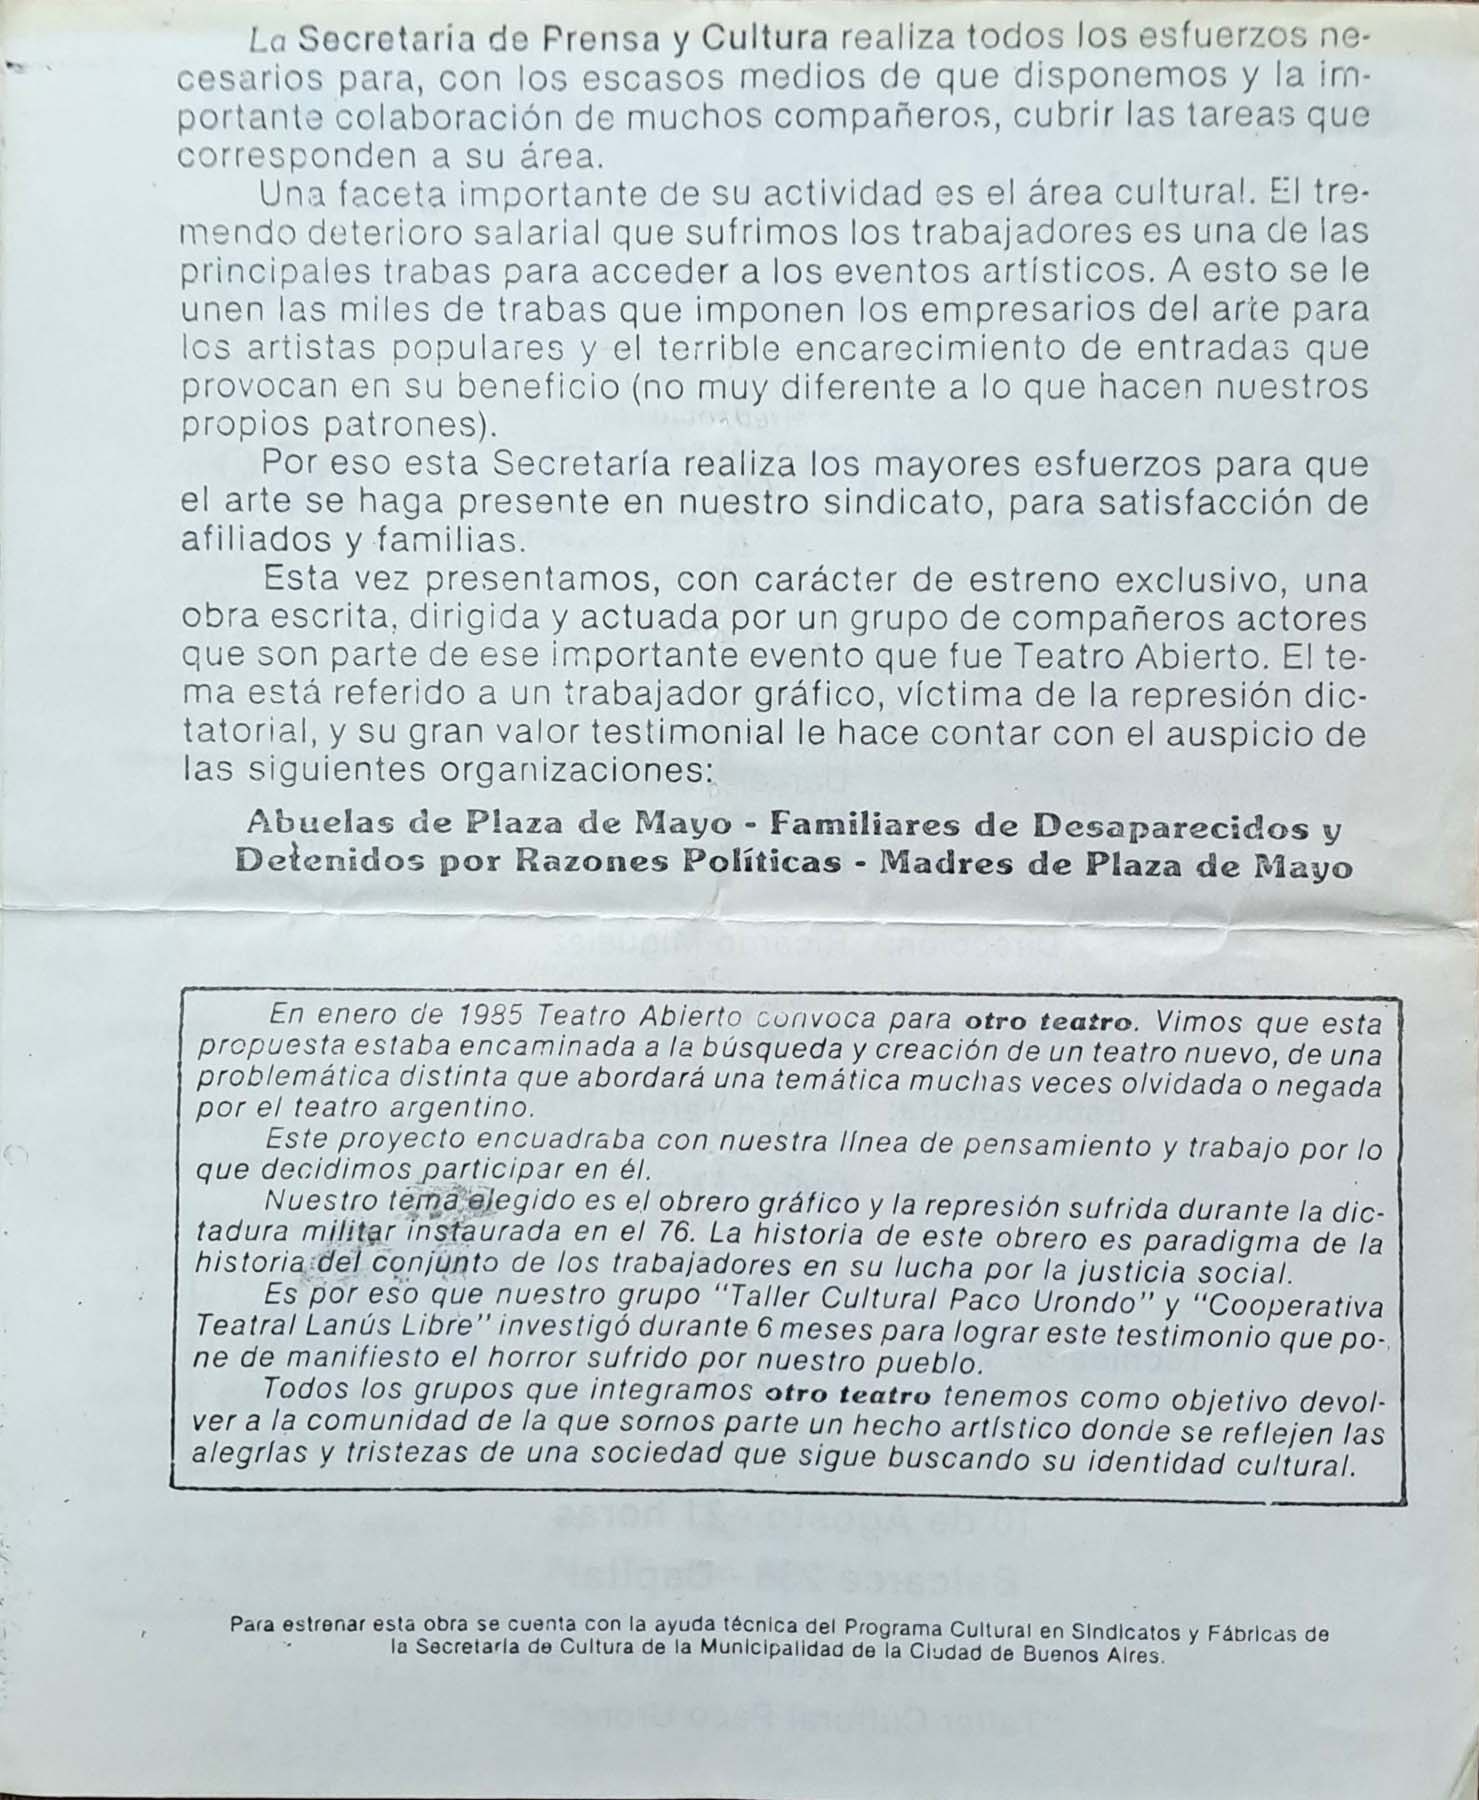 La Secretaría de Prensa y Cultura realiza todos los esfuerzos ne-
cesarios para, con los escasos medios de que disponemos y la im-
portante colaboración de muchos compañeros, cubrir las tareas que
corresponden a su área.
Una faceta importante de su actividad es el área cultural. El tre-
mendo deterioro salarial que sufrimos los trabajadores es una de las
principales trabas para acceder a los eventos artísticos. A esto se le
unen las miles de trabas que imponen los empresarios del arte para
los artistas populares y el terrible encarecimiento de entradas que
provocan en su beneficio (no muy diferente a lo que hacen nuestros
propios patrones).
Por eso esta Secretaría realiza los mayores esfuerzos para que
el arte se haga presente en nuestro sindicato, para satisfacción de
afiliados y familias.
Esta vez presentamos, con carácter de estreno exclusivo, una
obra escrita, dirigida y actuada por un grupo de compañeros actores
que son parte de ese importante evento que fue Teatro Abierto. El te-
ma está referido a un trabajador gráfico, víctima de la represión dic-
tatorial, y su gran valor testimonial le hace contar con el auspicio de
las siguientes organizaciones:
Abuelas de Plaza de Mayo - Familiares de Desaparecidos y
Detenidos por Razones Políticas - Madres de Plaza de Mayo
En enero de 1985 Teatro Abierto convoca para otro teatro. Vimos que esta
propuesta estaba encaminada a la búsqueda y creación de un teatro nuevo, de una
problemática distinta que abordará una temática muchas veces olvidada o negada
por el teatro argentino.
Este proyecto encuadraba con nuestra línea de pensamiento y trabajo por lo
que decidimos participar en él.
Nuestro tema elegido es el obrero gráfico y la represión sufrida durante la dic-
tadura militar instaurada en el 76. La historia de este obrero es paradigma de la
historia del conjunto de los trabajadores en su lucha por la justicia social.
Es por eso que nuestro grupo "Taller Cultural Paco Urondo" y "Cooperativa
Teatral Lanús Libre" investigó durante 6 meses para lograr este testimonio que po-
ne de manifiesto el horror sufrido por nuestro pueblo.
Todos los grupos que integramos otro teatro tenemos como objetivo devol-
ver a la comunidad de la que somos parte un hecho artístico donde se reflejen las
alegrías y tristezas de una sociedad que sigue buscando su identidad cultural.
Para estrenar esta obra se cuenta con la ayuda técnica del Programa Cultural en Sindicatos y Fábricas de
la Secretaría de Cultura de la Municipalidad de la Ciudad de Buenos Aires.